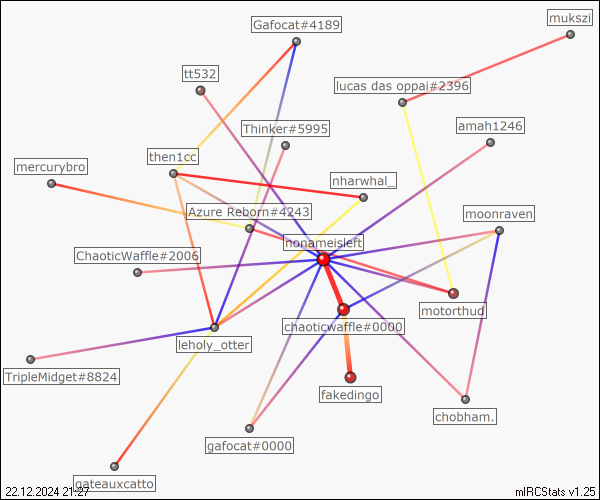 Gafocat#4189
mukszi
tt532
lucas das oppai#2396
Thinker#5995
amah1246
then1cc
mercurybro
nharwhal_
Azure Reborn#4243
moonraven
nonameisleft
ChaoticWaffle#2006
motorthud
chaoticwaffle#0000
leholy_otter
TripleMidget#8824
fakedingo
chobham.
gafocat#0000
gateauxcatto
22.12.2024 21:27
mIRCStats v1.25